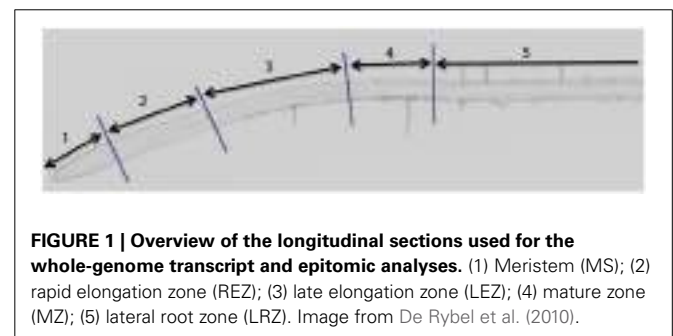 1
2
3
4
5
FIGURE 1 | Overview of the longitudinal sections used for the
whole-genome transcript and epitomic analyses. (1) Meristem (MS); (2)
rapid elongation zone (REZ); (3) late elongation zone (LEZ); (4) mature zone
(MZ); (5) lateral root zone (LRZ). Image from De Rybel et al. (2010).